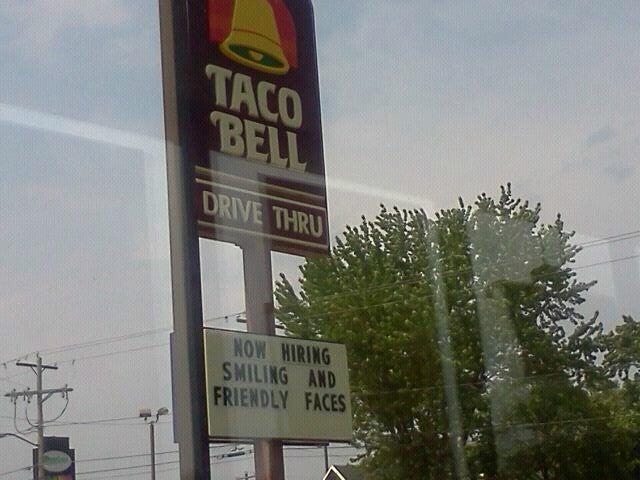 TACO
BELL
DRIVE THRU
NOW HIRING
SMILING AND
FRIENDLY FACES